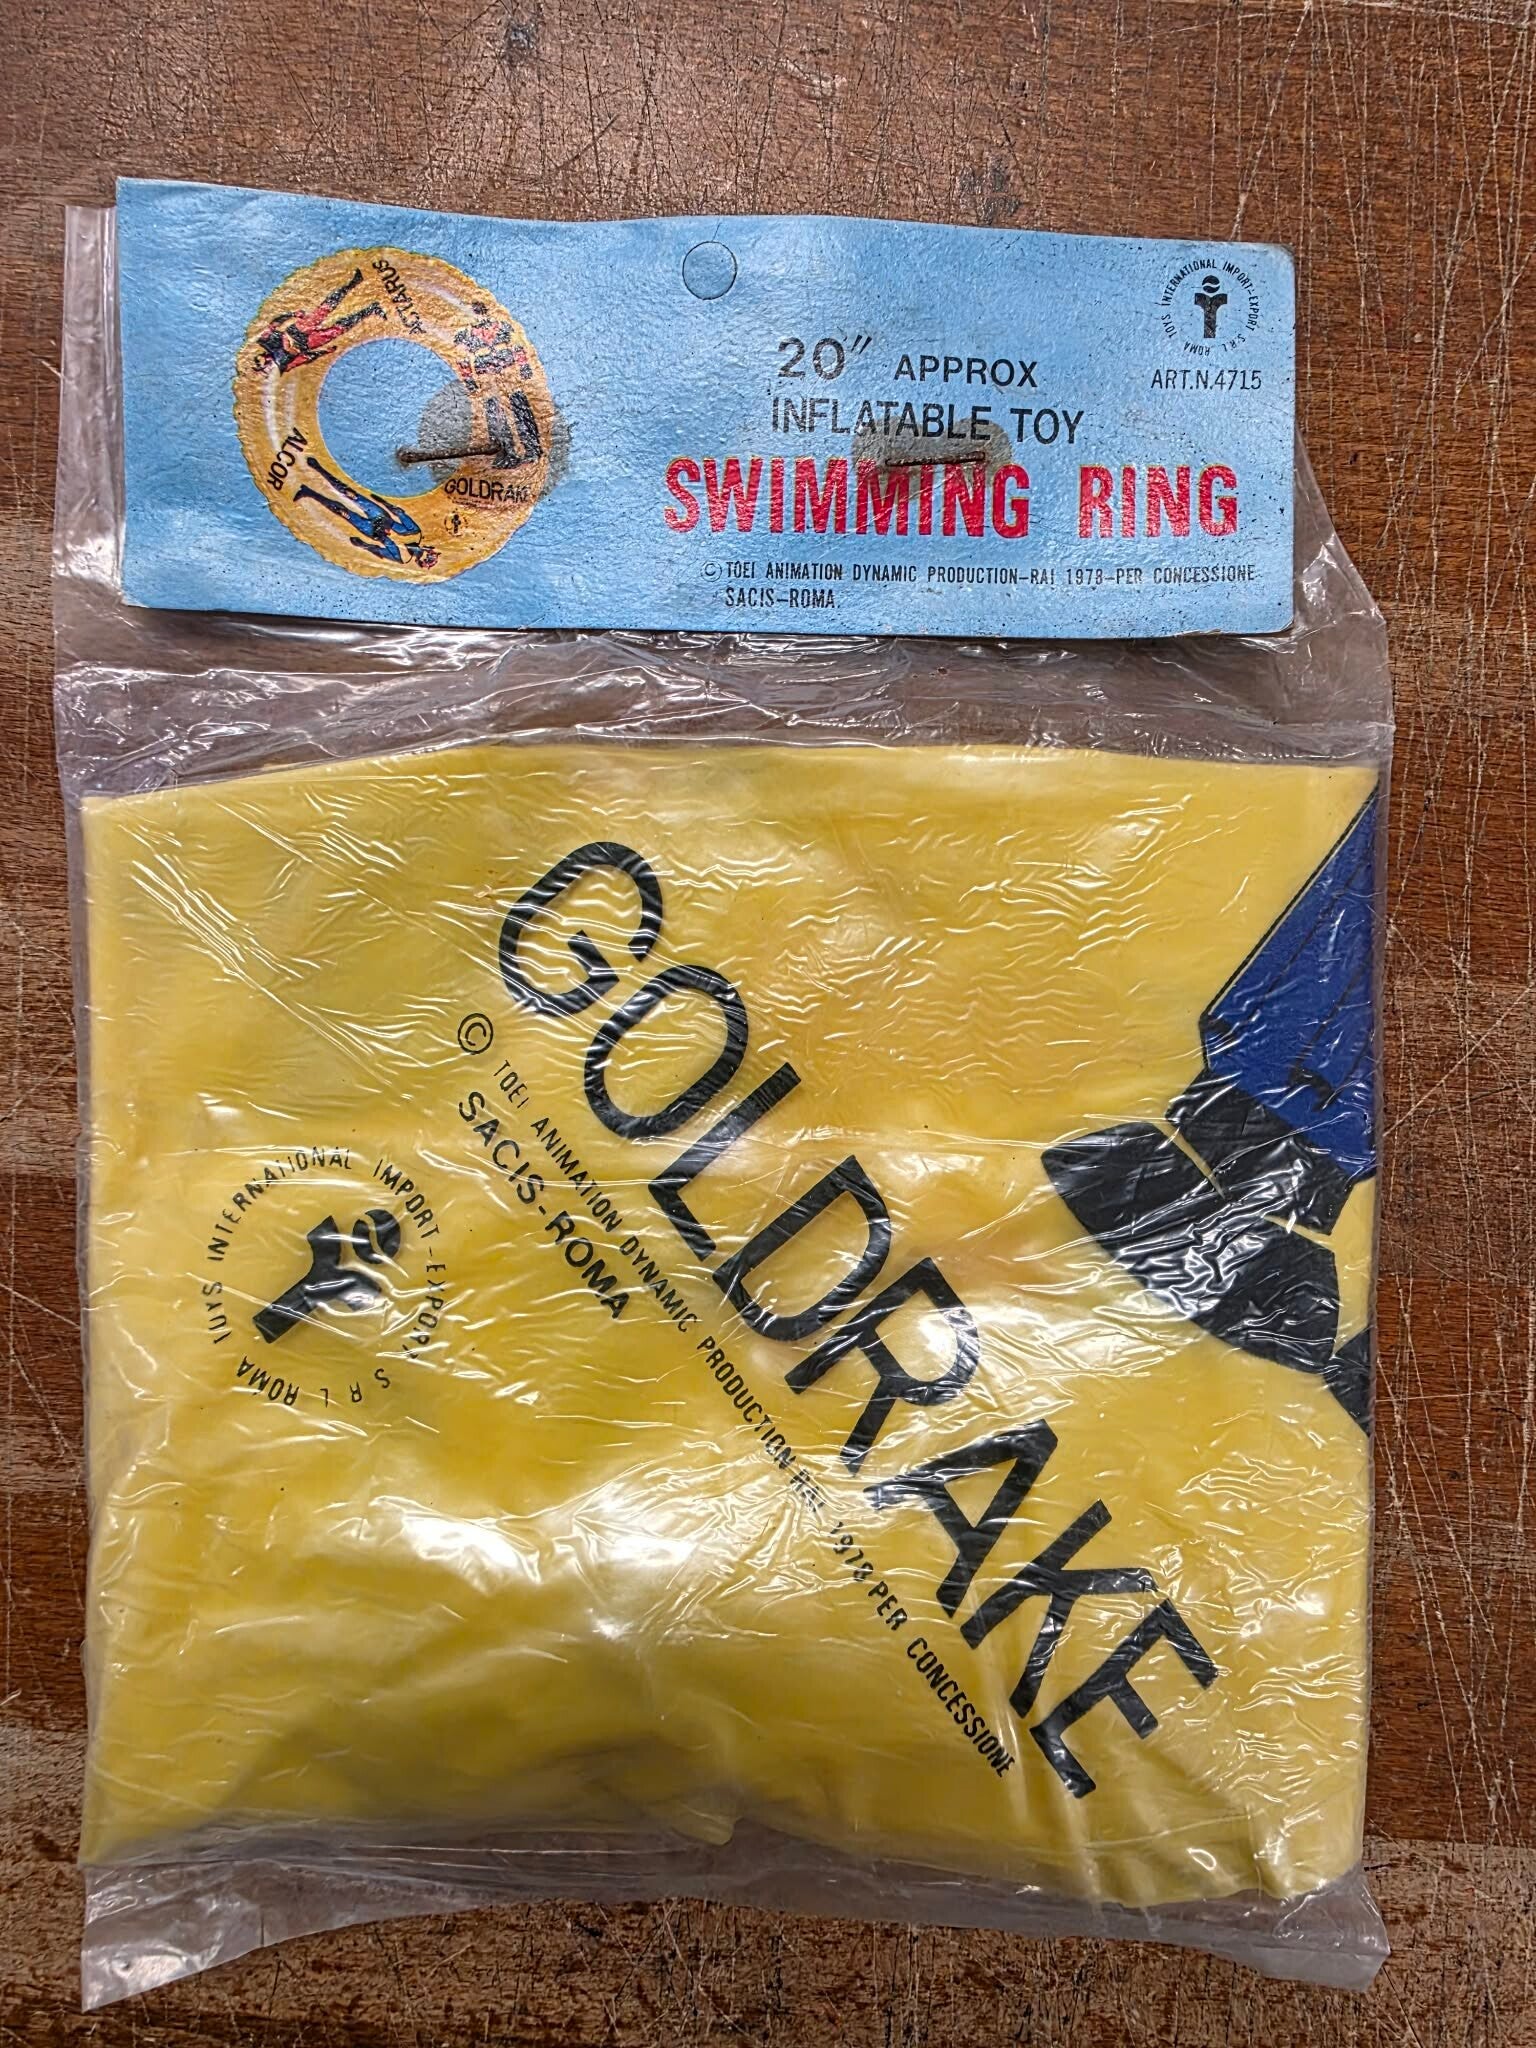 ACTARUS
ALCOR
GOLDRAKE
20" APPROX
INFLATABLE TOY
SWIMMING RING
TOYS INTERNATIONAL IMPORT-EXPORT S R L ROMA
ART.N.4715
© TOEI ANIMATION DYNAMIC PRODUCTION-RAI 1978-PER CONCESSIONE
SACIS-ROMA.
GOLDRAKE
© TOEI ANIMATION DYNAMIC PRODUCTION RAI 1978 PER CONCESSIONE
SACIS-ROMA
TOYS INTERNATIONAL IMPORT-EXPORT S R L ROMA